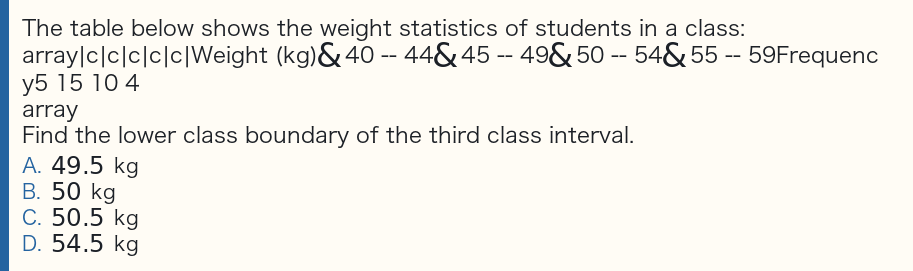 The table below shows the weight statistics of students in a class:
array|c|c|c|c|c|Weight (kg)& 40 -- 44& 45 -- 49& 50 -- 54& 55 -- 59Frequenc
y5 15 10 4
array
Find the lower class boundary of the third class interval.
A. 49.5 kg
B. 50 kg
C. 50.5 kg
D. 54.5 kg